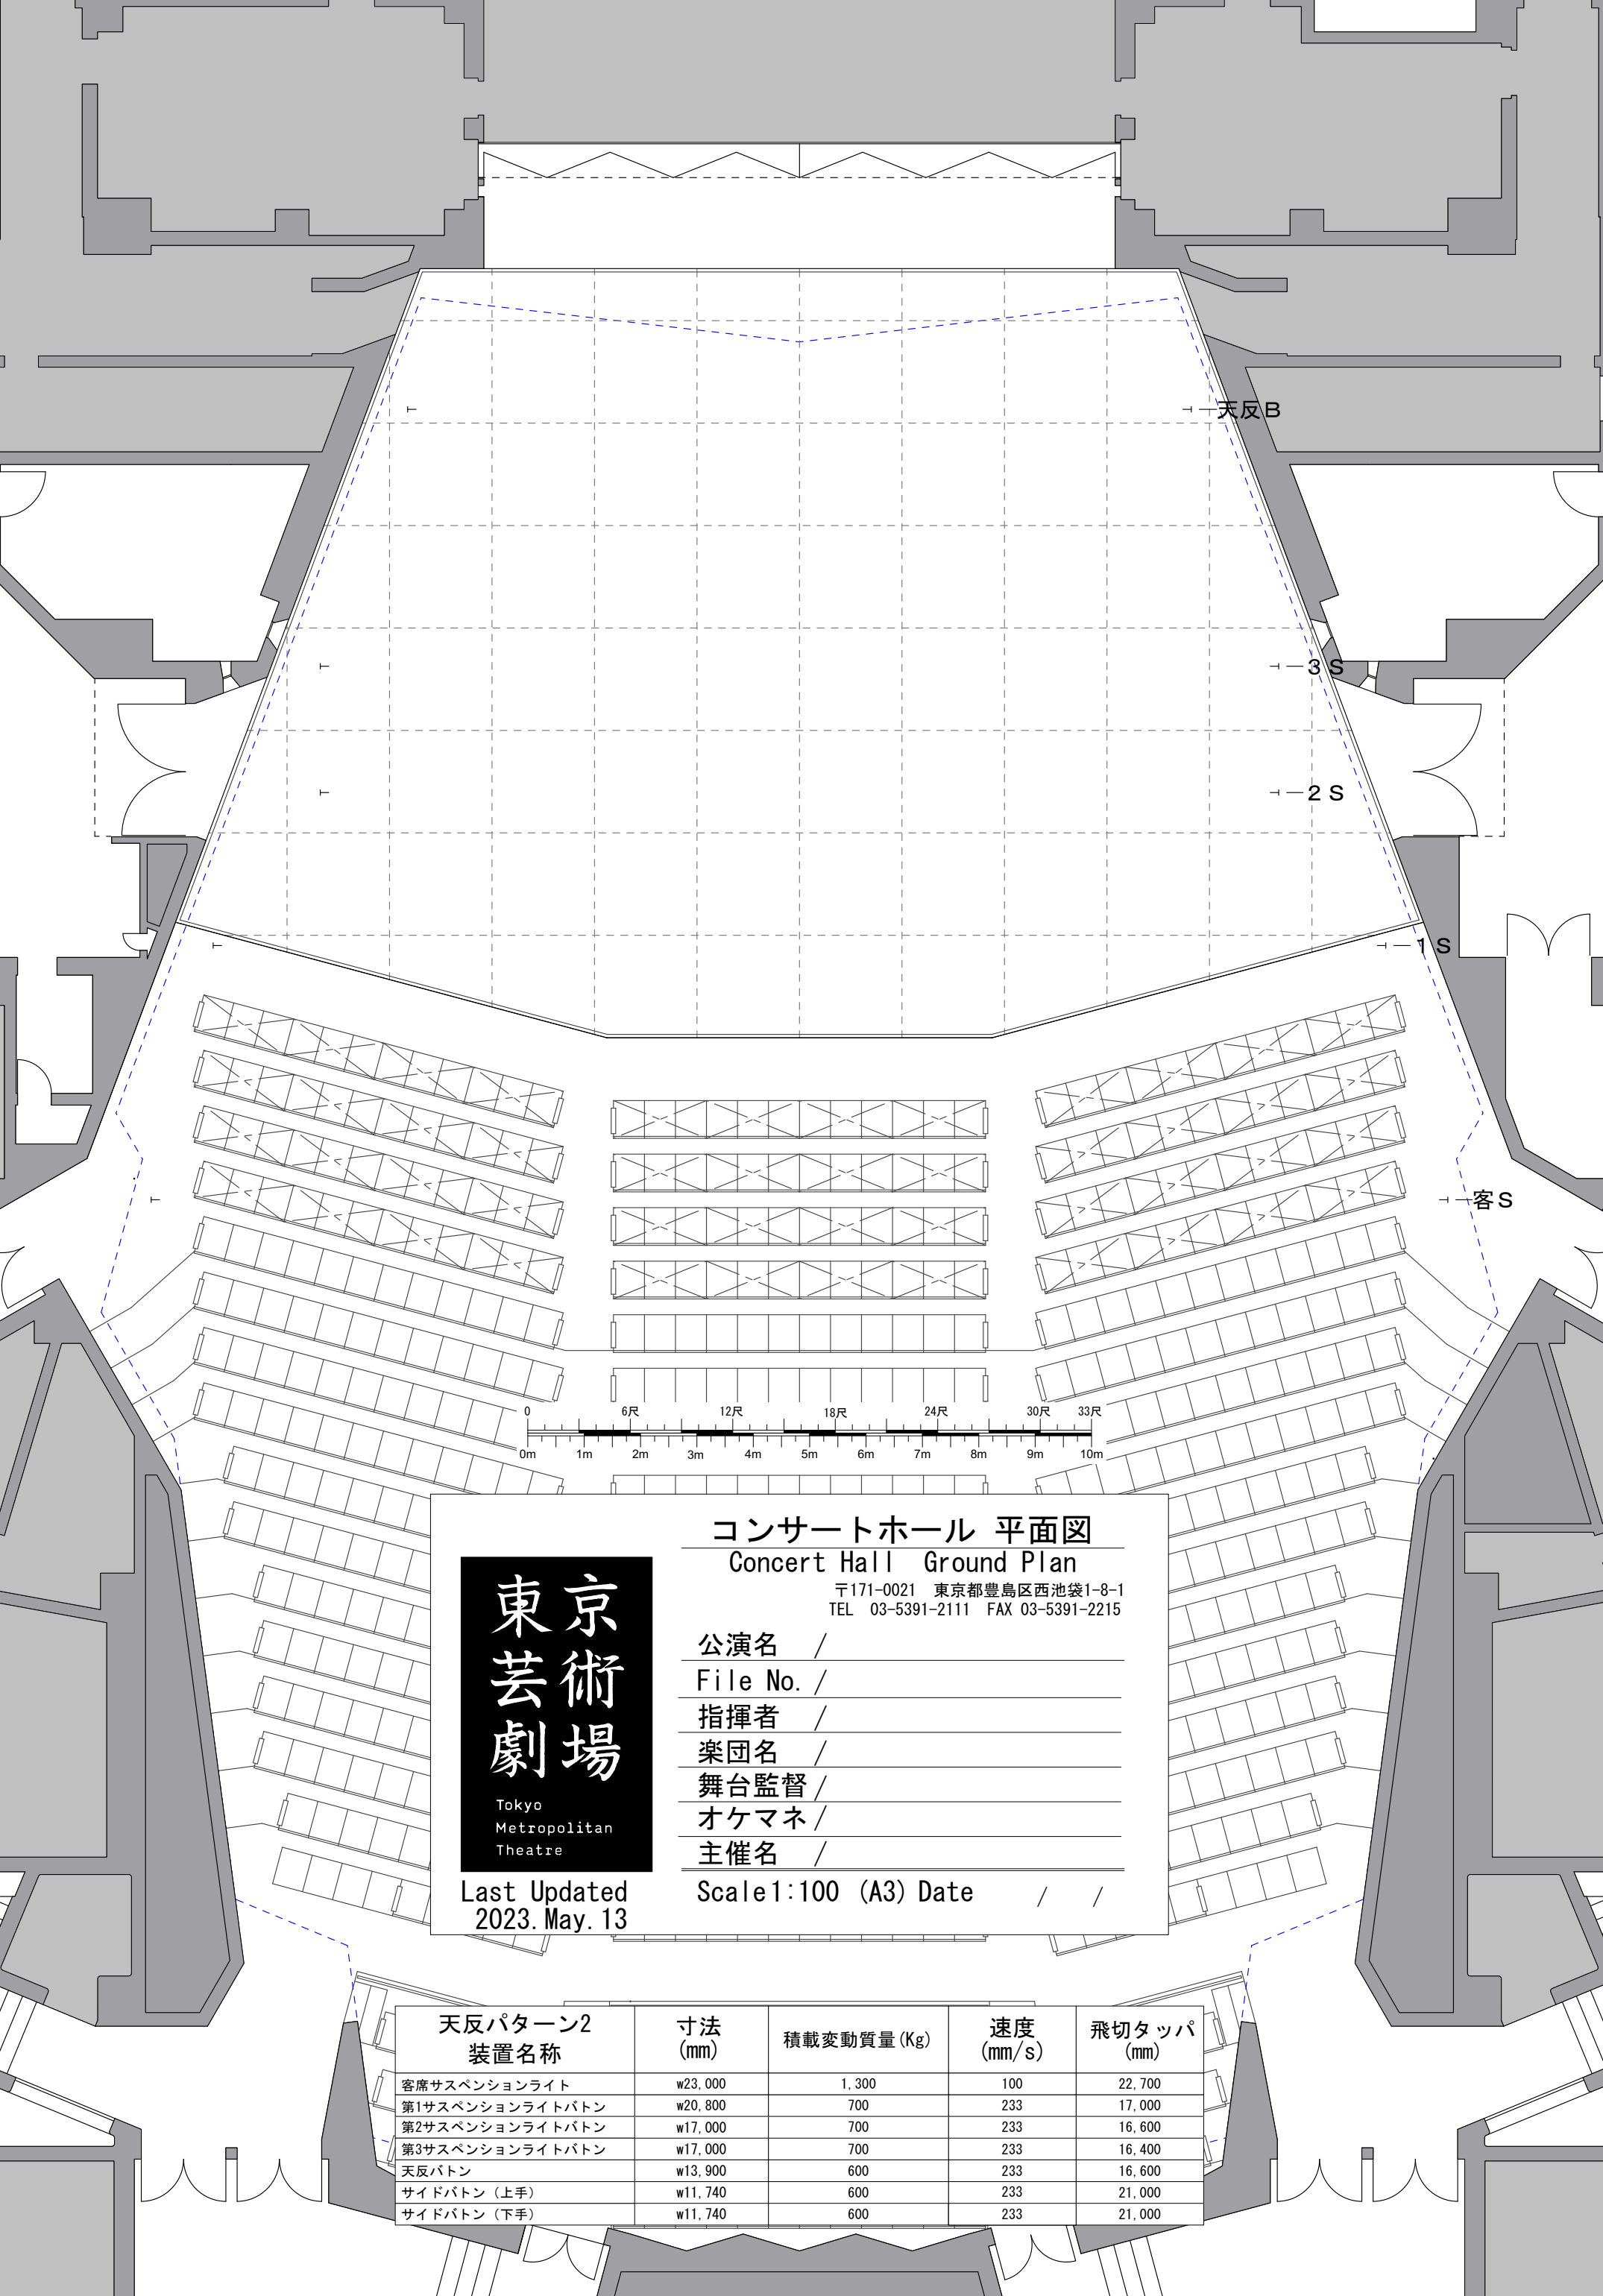 天反B
3S
2S
1S
客S
0 6尺 12尺 18尺 24尺 30尺 33尺
0m 1m 2m 3m 4m 5m 6m 7m 8m 9m 10m
コンサートホール 平面図
Concert Hall Ground Plan
〒171-0021 東京都豊島区西池袋1-8-1
TEL 03-5391-2111 FAX 03-5391-2215
東京
芸術
劇場
Tokyo
Metropolitan
Theatre
公演名 /
File No. /
指揮者 /
楽団名 /
舞台監督 /
オケマネ /
主催名 /
Last Updated
2023.May.13
Scale1:100 (A3) Date / /
天反パターン2
装置名称
寸法
(mm)
積載変動質量(Kg)
速度
(mm/s)
飛切タッパ
(mm)
客席サスペンションライト w23,000 1,300 100 22,700
第1サスペンションライトバトン w20,800 700 233 17,000
第2サスペンションライトバトン w17,000 700 233 16,600
第3サスペンションライトバトン w17,000 700 233 16,400
天反バトン w13,900 600 233 16,600
サイドバトン（上手） w11,740 600 233 21,000
サイドバトン（下手） w11,740 600 233 21,000